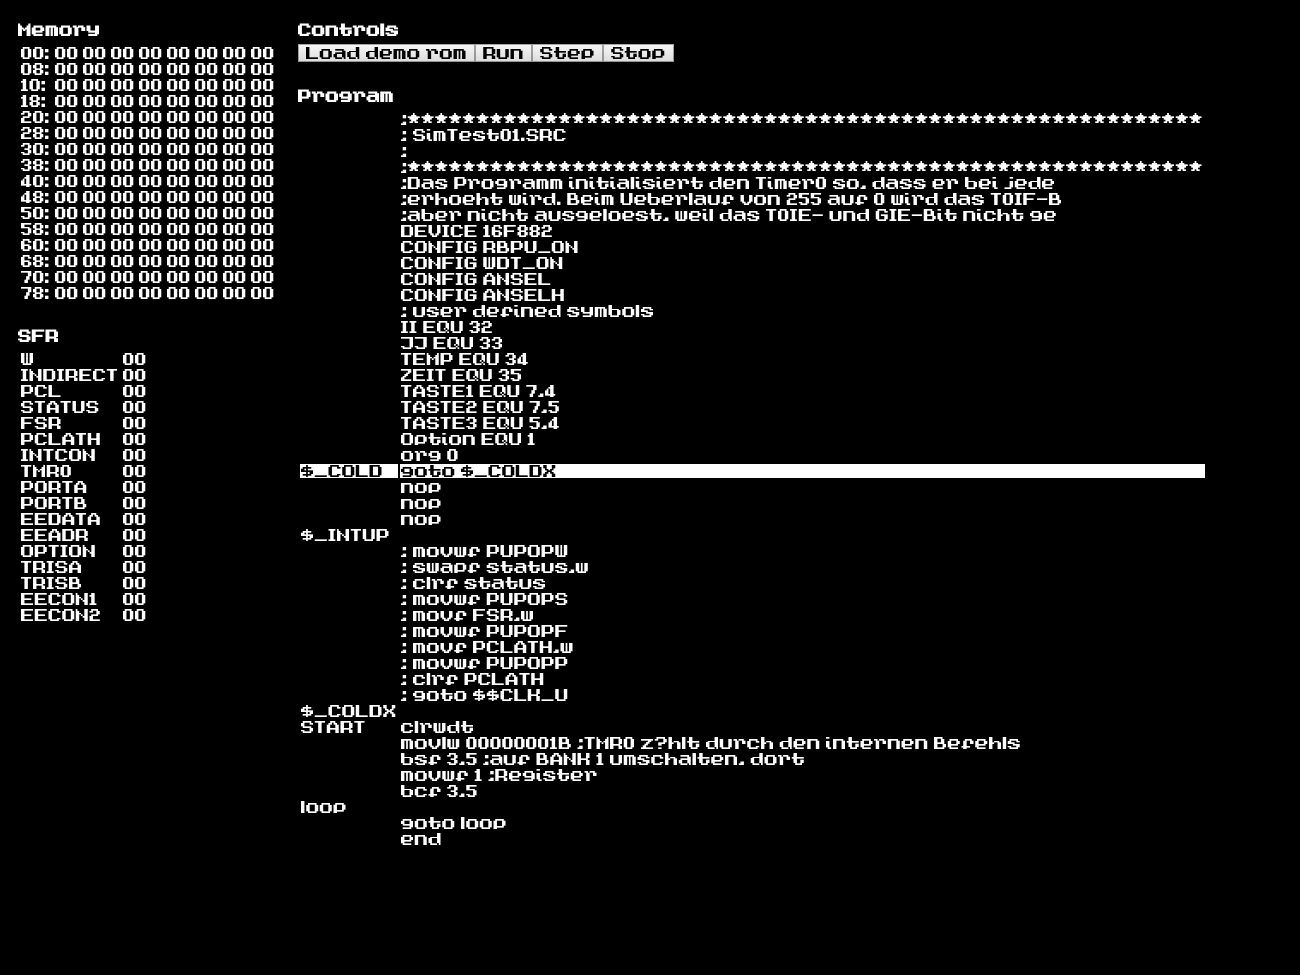 Memory
00: 00 00 00 00 00 00 00 00
08: 00 00 00 00 00 00 00 00
10: 00 00 00 00 00 00 00 00
18: 00 00 00 00 00 00 00 00
20: 00 00 00 00 00 00 00 00
28: 00 00 00 00 00 00 00 00
30: 00 00 00 00 00 00 00 00
38: 00 00 00 00 00 00 00 00
40: 00 00 00 00 00 00 00 00
48: 00 00 00 00 00 00 00 00
50: 00 00 00 00 00 00 00 00
58: 00 00 00 00 00 00 00 00
60: 00 00 00 00 00 00 00 00
68: 00 00 00 00 00 00 00 00
70: 00 00 00 00 00 00 00 00
78: 00 00 00 00 00 00 00 00
SFR
W 00
INDIRECT 00
PCL 00
STATUS 00
FSR 00
PCLATH 00
INTCON 00
TMR0 00
PORTA 00
PORTB 00
EEDATA 00
EEADR 00
OPTION 00
TRISA 00
TRISB 00
EECON1 00
EECON2 00
Controls
Load demo rom Run Step Stop
Program
;***********************************************************
; SimTest01.SRC
;
;***********************************************************
;Das Programm initialisiert den Timer0 so, dass er bei jede
;erhoeht wird. Beim Ueberlauf von 255 auf 0 wird das T0IF-B
;aber nicht ausgeloest, weil das T0IE- und GIE-Bit nicht ge
DEVICE 16F882
CONFIG RBPU_ON
CONFIG WDT_ON
CONFIG ANSEL
CONFIG ANSELH
; user defined symbols
II EQU 32
JJ EQU 33
TEMP EQU 34
ZEIT EQU 35
TASTE1 EQU 7,4
TASTE2 EQU 7,5
TASTE3 EQU 5,4
Option EQU 1
org 0
$_COLD goto $_COLDX
nop
nop
nop
$_INTUP
; movwf PUPOPW
; swapf status,w
; clrf status
; movwf PUPOPS
; movf FSR,w
; movwf PUPOPF
; movf PCLATH,w
; movwf PUPOPP
; clrf PCLATH
; goto $$CLK_U
$_COLDX
START clrwdt
movlw 00000001B ;TMR0 z?hlt durch den internen Befehls
bsf 3,5 ;auf BANK 1 umschalten, dort
movwf 1 ;Register
bcf 3,5
loop
goto loop
end